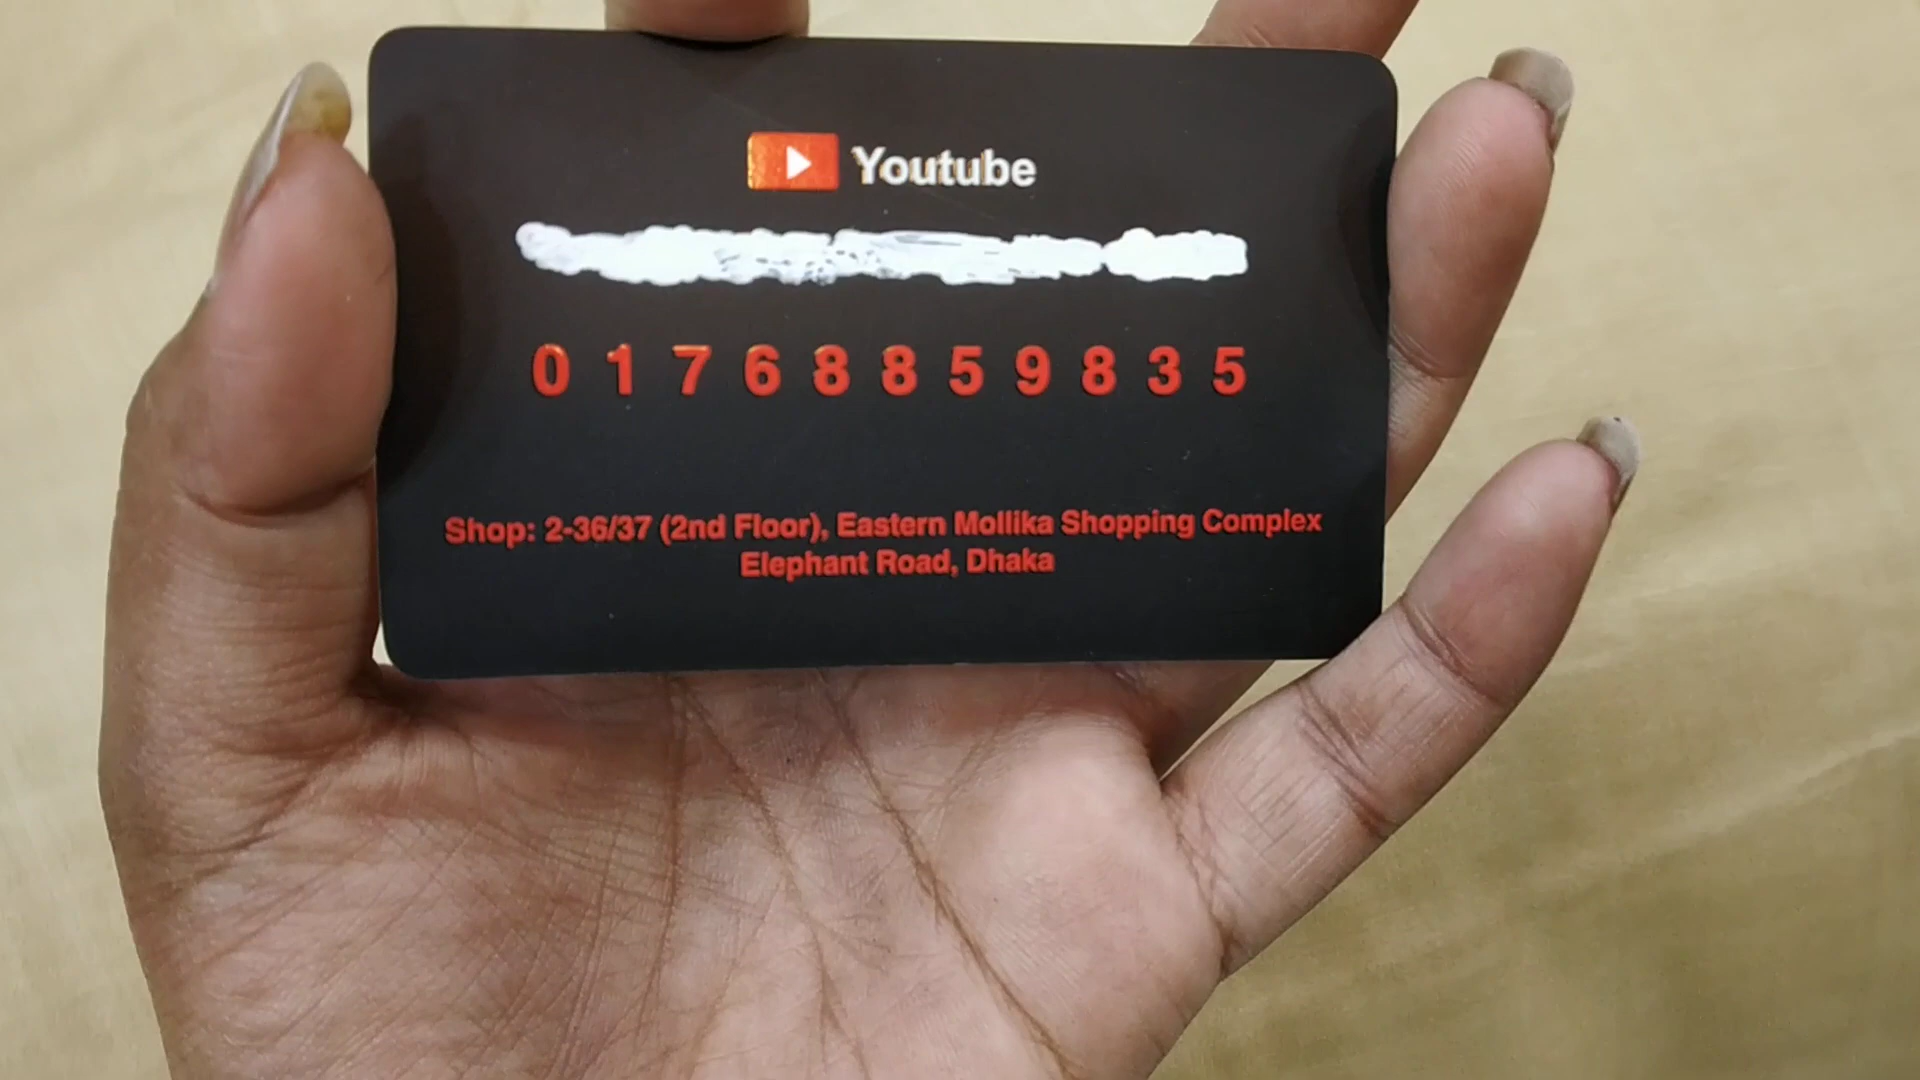 Youtube
0 1 7 6 8 8 5 9 8 3 5
Shop: 2-36/37 (2nd Floor), Eastern Mollika Shopping Complex
Elephant Road, Dhaka